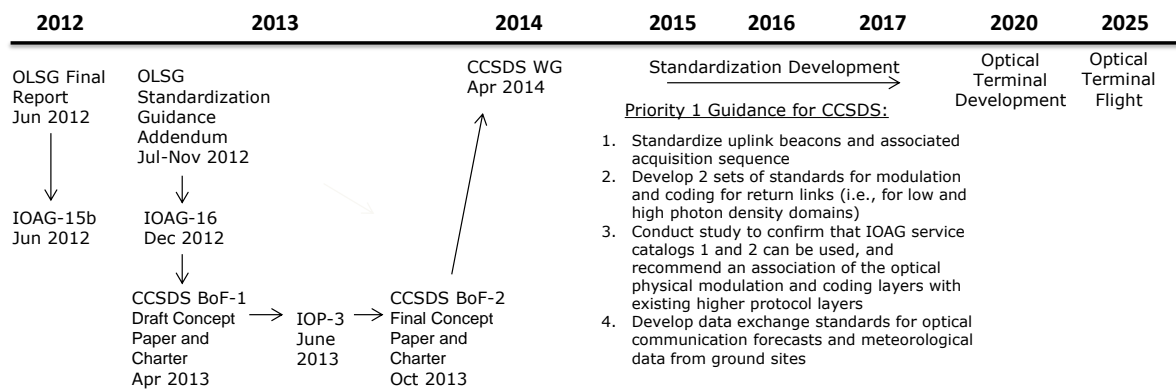 2012 2013 2014 2015 2016 2017 2020 2025
OLSG Final
Report
Jun 2012
IOAG-15b
Jun 2012
OLSG
Standardization
Guidance
Addendum
Jul-Nov 2012
IOAG-16
Dec 2012
CCSDS BoF-1
Draft Concept
Paper and
Charter
Apr 2013
IOP-3
June
2013
CCSDS BoF-2
Final Concept
Paper and
Charter
Oct 2013
CCSDS WG
Apr 2014
Standardization Development
Priority 1 Guidance for CCSDS:
1. Standardize uplink beacons and associated
acquisition sequence
2. Develop 2 sets of standards for modulation
and coding for return links (i.e., for low and
high photon density domains)
3. Conduct study to confirm that IOAG service
catalogs 1 and 2 can be used, and
recommend an association of the optical
physical modulation and coding layers with
existing higher protocol layers
4. Develop data exchange standards for optical
communication forecasts and meteorological
data from ground sites
Optical
Terminal
Development
Optical
Terminal
Flight